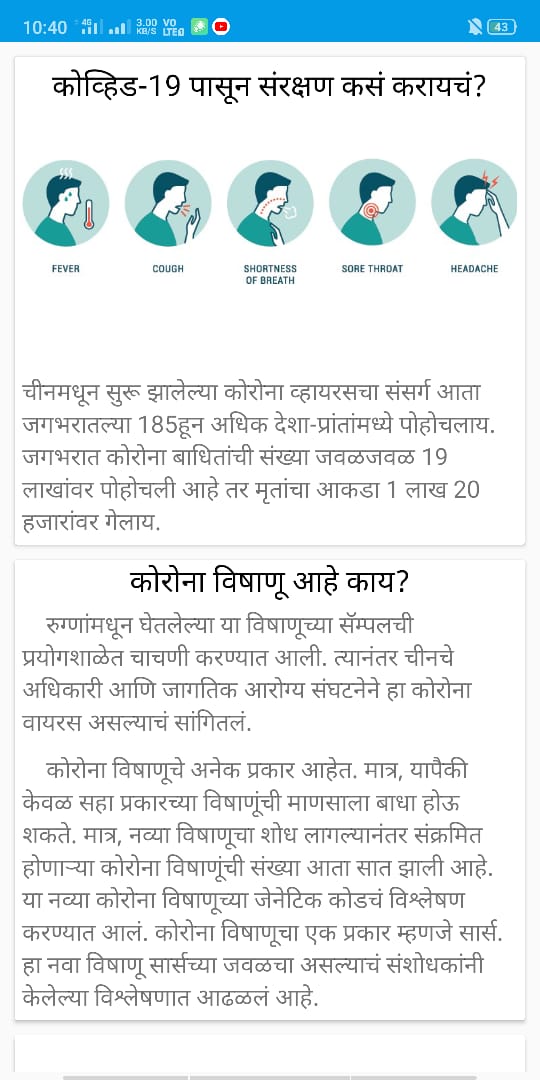 10:40 4G 3.00 KB/S VO LTE 43
कोव्हिड-19 पासून संरक्षण कसं करायचं?
FEVER
COUGH
SHORTNESS
OF BREATH
SORE THROAT
HEADACHE
चीनमधून सुरू झालेल्या कोरोना व्हायरसचा संसर्ग आता
जगभरातल्या 185हून अधिक देशा-प्रांतांमध्ये पोहोचलाय.
जगभरात कोरोना बाधितांची संख्या जवळजवळ 19
लाखांवर पोहोचली आहे तर मृतांचा आकडा 1 लाख 20
हजारांवर गेलाय.
कोरोना विषाणू आहे काय?
रुग्णांमधून घेतलेल्या या विषाणूच्या सॅम्पलची
प्रयोगशाळेत चाचणी करण्यात आली. त्यानंतर चीनचे
अधिकारी आणि जागतिक आरोग्य संघटनेने हा कोरोना
वायरस असल्याचं सांगितलं.
कोरोना विषाणूचे अनेक प्रकार आहेत. मात्र, यापैकी
केवळ सहा प्रकारच्या विषाणूंची माणसाला बाधा होऊ
शकते. मात्र, नव्या विषाणूचा शोध लागल्यानंतर संक्रमित
होणाऱ्या कोरोना विषाणूंची संख्या आता सात झाली आहे.
या नव्या कोरोना विषाणूच्या जेनेटिक कोडचं विश्लेषण
करण्यात आलं. कोरोना विषाणूचा एक प्रकार म्हणजे सार्स.
हा नवा विषाणू सार्सच्या जवळचा असल्याचं संशोधकांनी
केलेल्या विश्लेषणात आढळलं आहे.